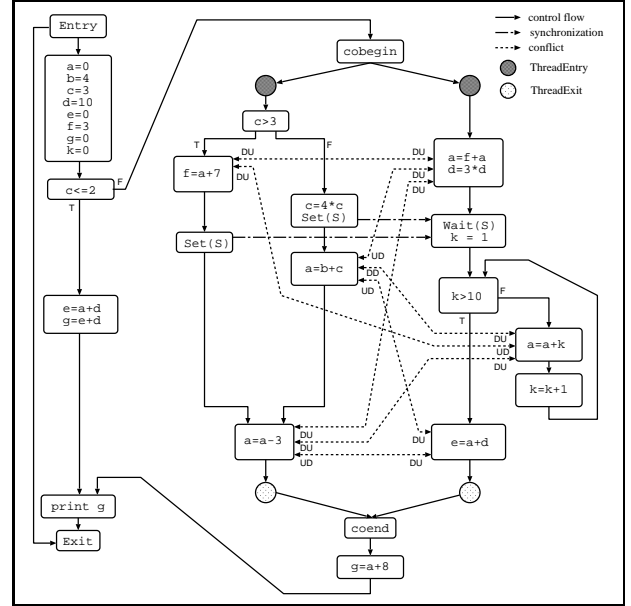 Entry
a=0
b=4
c=3
d=10
e=0
f=3
g=0
k=0
c<=2
F
T
e=a+d
g=e+d
print g
Exit
cobegin
control flow
synchronization
conflict
ThreadEntry
ThreadExit
c>3
T
F
f=a+7
DU
DU
DU
DU
DU
a=f+a
d=3*d
c=4*c
Set(S)
Set(S)
Wait(S)
k = 1
a=b+c
UD
DD
UD
k>10
F
T
DU
UD
DU
a=a+k
k=k+1
a=a-3
DU
DU
UD
DU
DU
e=a+d
coend
g=a+8